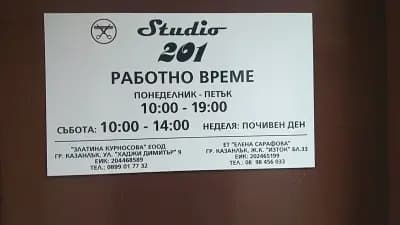 Studio
201
РАБОТНО ВРЕМЕ
ПОНЕДЕЛНИК - ПЕТЪК
10:00 - 19:00
СЪБОТА: 10:00 - 14:00 НЕДЕЛЯ: ПОЧИВЕН ДЕН
"ЗЛАТИНА КУРНОСОВА" ЕООД
ГР. КАЗАНЛЪК, УЛ. "ХАДЖИ ДИМИТЪР" 9
ЕИК: 204468589
ТЕЛ.: 0899 01 77 32
ЕТ "ЕЛЕНА САРАФОВА"
ГР. КАЗАНЛЪК, Ж.К. "ИЗТОК" БЛ.33
ЕИК: 202465199
ТЕЛ.: 08 98 456 033